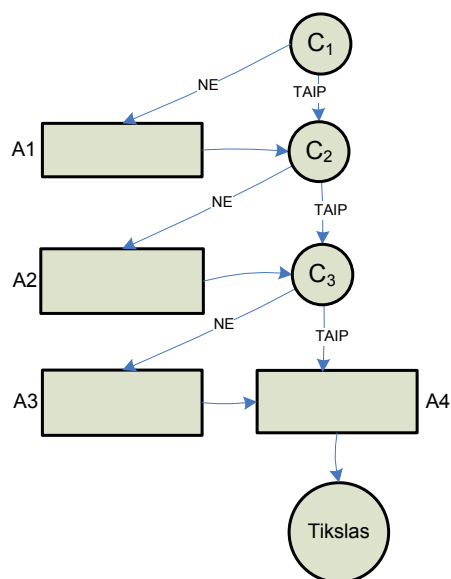 C₁
NE
TAIP
A1
C₂
NE
TAIP
A2
C₃
NE
TAIP
A3
A4
Tikslas